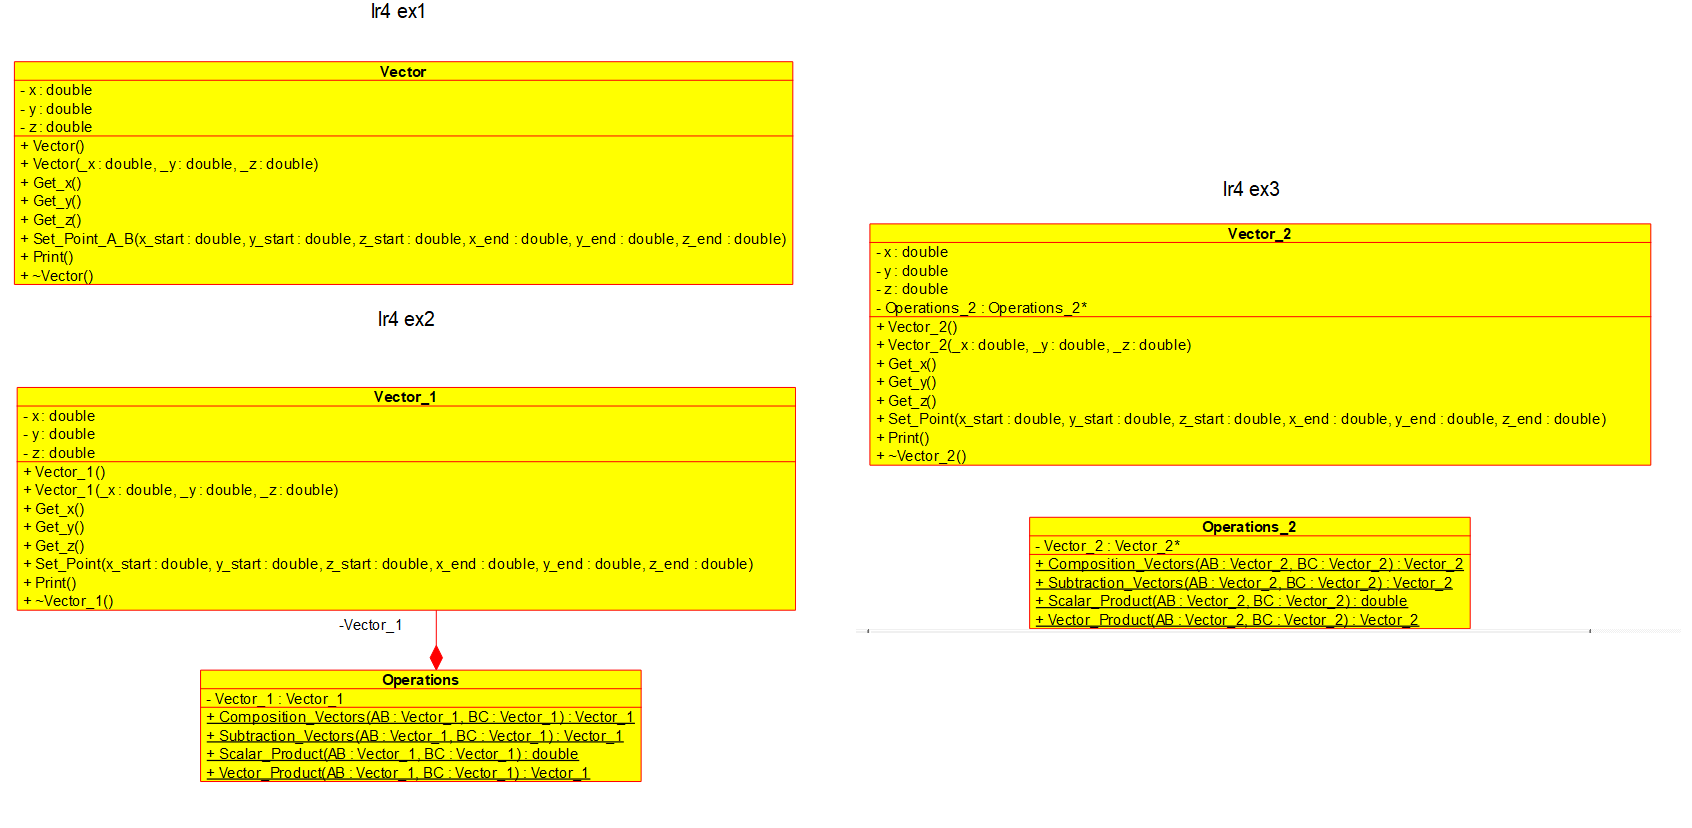 lr4 ex1
Vector
- x : double
- y : double
- z : double
+ Vector()
+ Vector(_x : double, _y : double, _z : double)
+ Get_x()
+ Get_y()
+ Get_z()
+ Set_Point_A_B(x_start : double, y_start : double, z_start : double, x_end : double, y_end : double, z_end : double)
+ Print()
+ ~Vector()
lr4 ex2
Vector_1
- x : double
- y : double
- z : double
+ Vector_1()
+ Vector_1(_x : double, _y : double, _z : double)
+ Get_x()
+ Get_y()
+ Get_z()
+ Set_Point(x_start : double, y_start : double, z_start : double, x_end : double, y_end : double, z_end : double)
+ Print()
+ ~Vector_1()
-Vector_1
Operations
- Vector_1 : Vector_1
+ Composition_Vectors(AB : Vector_1, BC : Vector_1) : Vector_1
+ Subtraction_Vectors(AB : Vector_1, BC : Vector_1) : Vector_1
+ Scalar_Product(AB : Vector_1, BC : Vector_1) : double
+ Vector_Product(AB : Vector_1, BC : Vector_1) : Vector_1
lr4 ex3
Vector_2
- x : double
- y : double
- z : double
- Operations_2 : Operations_2*
+ Vector_2()
+ Vector_2(_x : double, _y : double, _z : double)
+ Get_x()
+ Get_y()
+ Get_z()
+ Set_Point(x_start : double, y_start : double, z_start : double, x_end : double, y_end : double, z_end : double)
+ Print()
+ ~Vector_2()
Operations_2
- Vector_2 : Vector_2*
+ Composition_Vectors(AB : Vector_2, BC : Vector_2) : Vector_2
+ Subtraction_Vectors(AB : Vector_2, BC : Vector_2) : Vector_2
+ Scalar_Product(AB : Vector_2, BC : Vector_2) : double
+ Vector_Product(AB : Vector_2, BC : Vector_2) : Vector_2